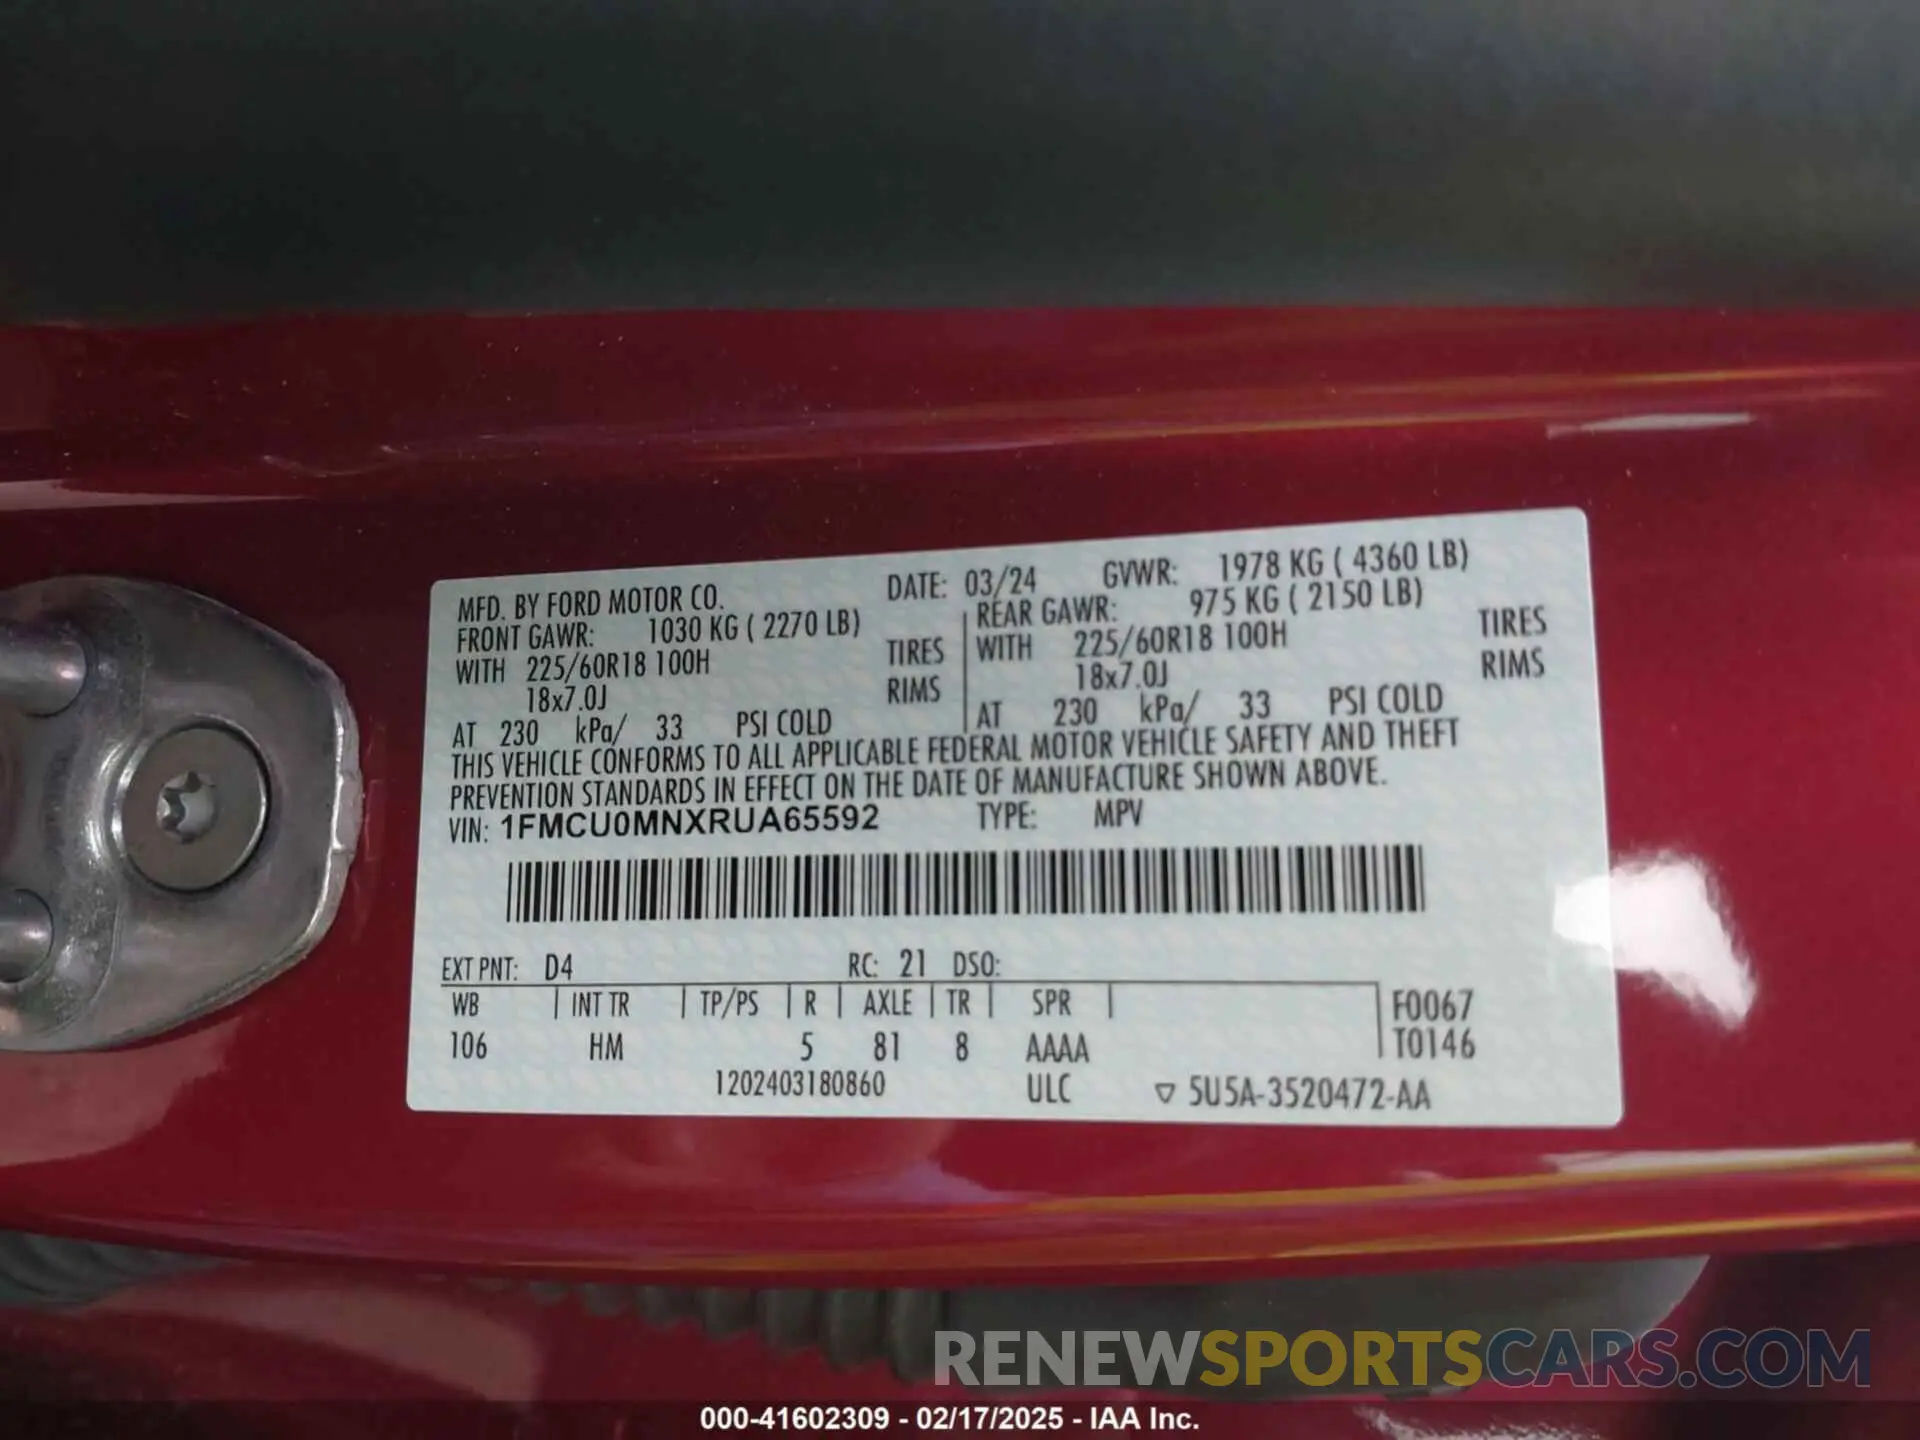 MFD. BY FORD MOTOR CO. DATE: 03/24 GVWR: 1978 KG ( 4360 LB)
FRONT GAWR: 1030 KG ( 2270 LB) REAR GAWR: 975 KG ( 2150 LB)
WITH 225/60R18 100H TIRES WITH 225/60R18 100H TIRES
18x7.0J RIMS 18x7.0J RIMS
AT 230 kPa/ 33 PSI COLD AT 230 kPa/ 33 PSI COLD
THIS VEHICLE CONFORMS TO ALL APPLICABLE FEDERAL MOTOR VEHICLE SAFETY AND THEFT
PREVENTION STANDARDS IN EFFECT ON THE DATE OF MANUFACTURE SHOWN ABOVE.
VIN: 1FMCU0MNXRUA65592 TYPE: MPV
EXT PNT: D4 RC: 21 DSO:
WB INT TR TP/PS R AXLE TR SPR F0067
106 HM 5 81 8 AAAA T0146
1202403180860 ULC ▽ 5U5A-3520472-AA
RENEWSPORTSCARS.COM
000-41602309 - 02/17/2025 - IAA Inc.